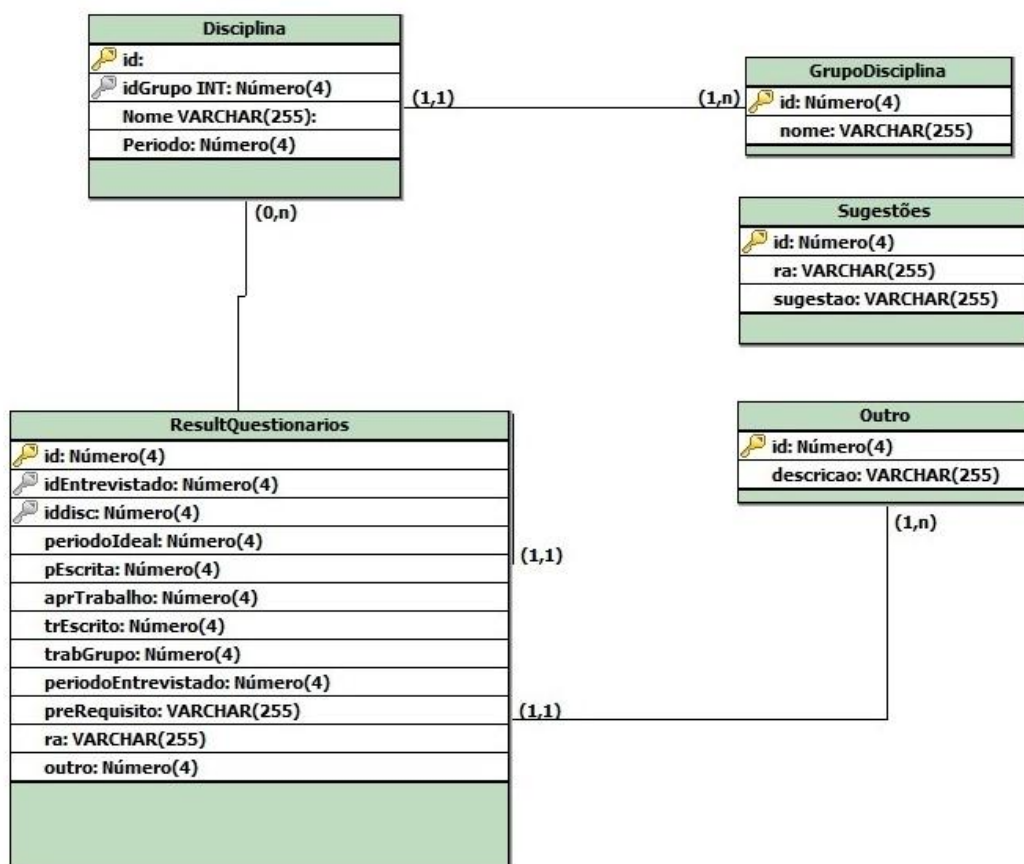 Disciplina
id:
idGrupo INT: Número(4)
Nome VARCHAR(255):
Periodo: Número(4)
(1,1)
(1,n)
GrupoDisciplina
id: Número(4)
nome: VARCHAR(255)
(0,n)
Sugestões
id: Número(4)
ra: VARCHAR(255)
sugestao: VARCHAR(255)
ResultQuestionarios
id: Número(4)
idEntrevistado: Número(4)
iddisc: Número(4)
periodoIdeal: Número(4)
pEscrita: Número(4)
aprTrabalho: Número(4)
trEscrito: Número(4)
trabGrupo: Número(4)
periodoEntrevistado: Número(4)
preRequisito: VARCHAR(255)
ra: VARCHAR(255)
outro: Número(4)
(1,1)
(1,1)
Outro
id: Número(4)
descricao: VARCHAR(255)
(1,n)